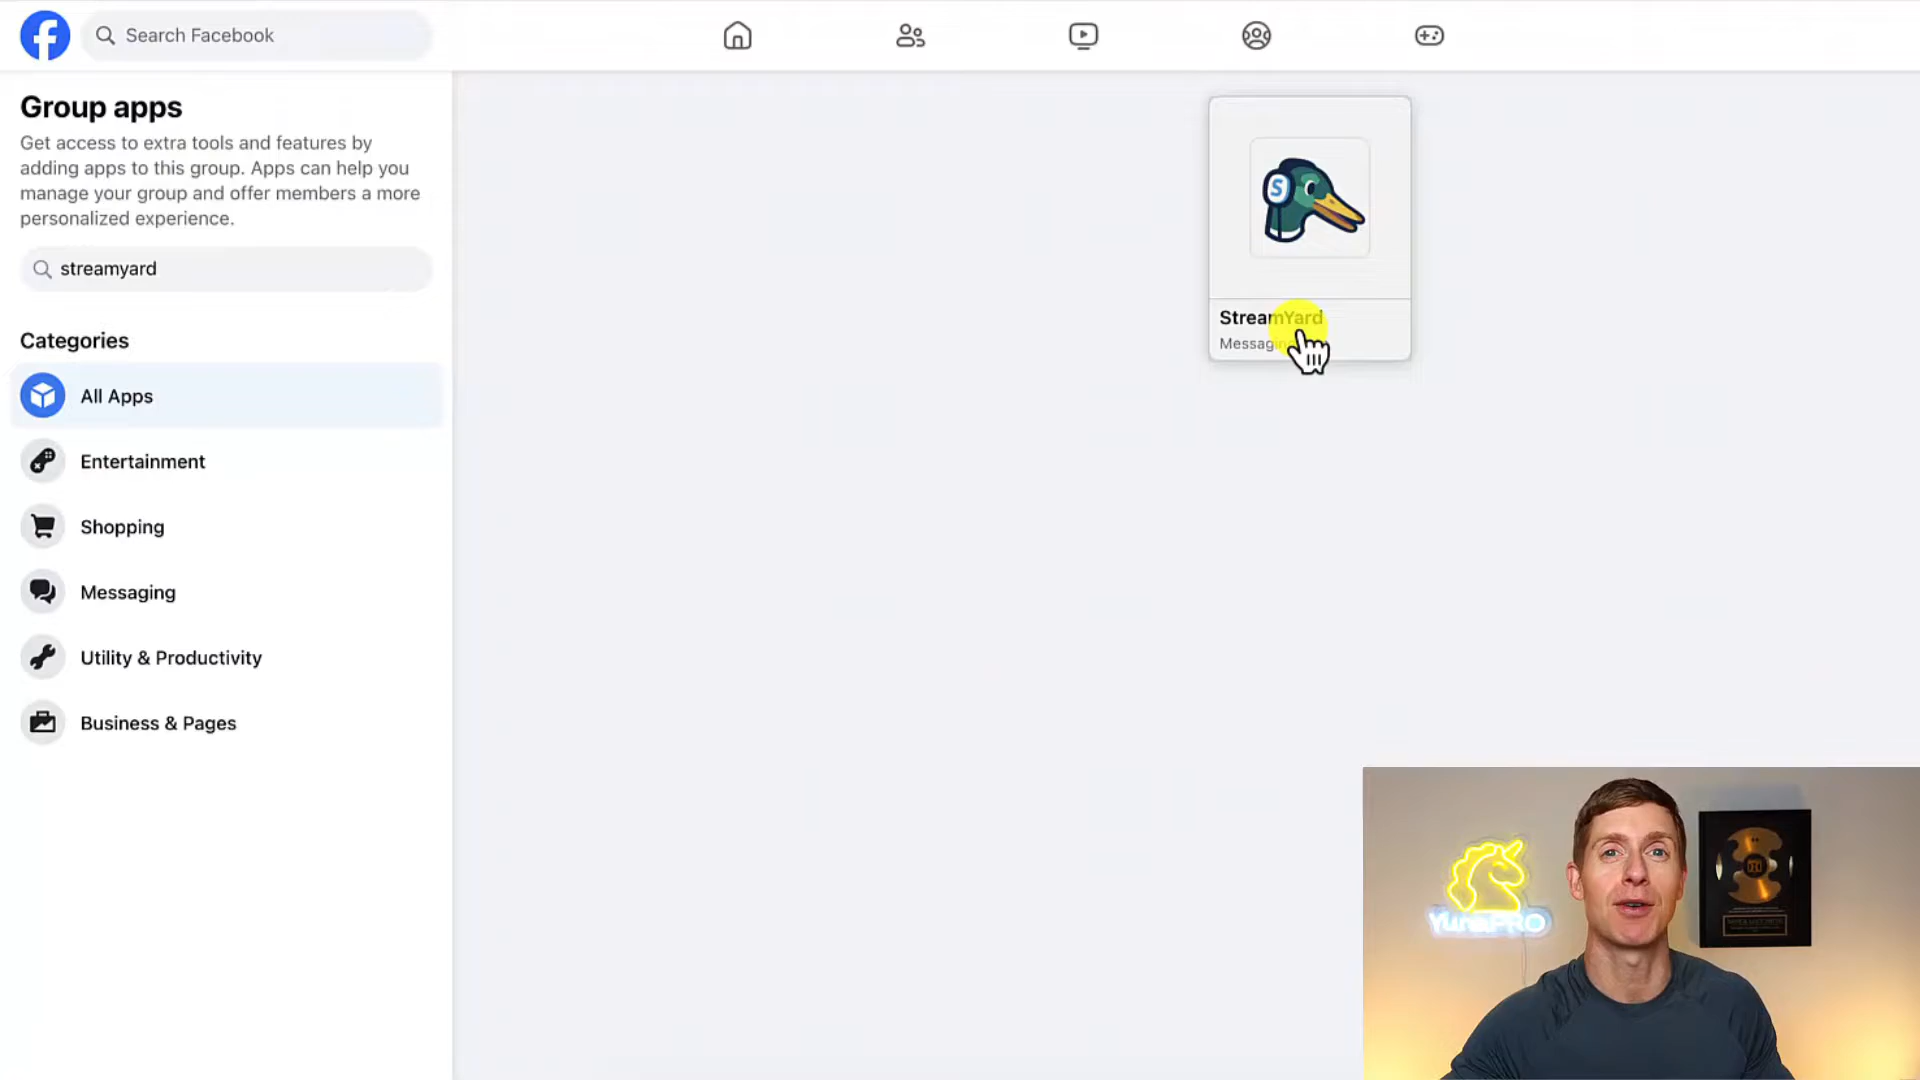 Search Facebook
Group apps
Get access to extra tools and features by
adding apps to this group. Apps can help you
manage your group and offer members a more
personalized experience.
streamyard
Categories
All Apps
Entertainment
Shopping
Messaging
Utility & Productivity
Business & Pages
S
StreamYard
YuraPRO